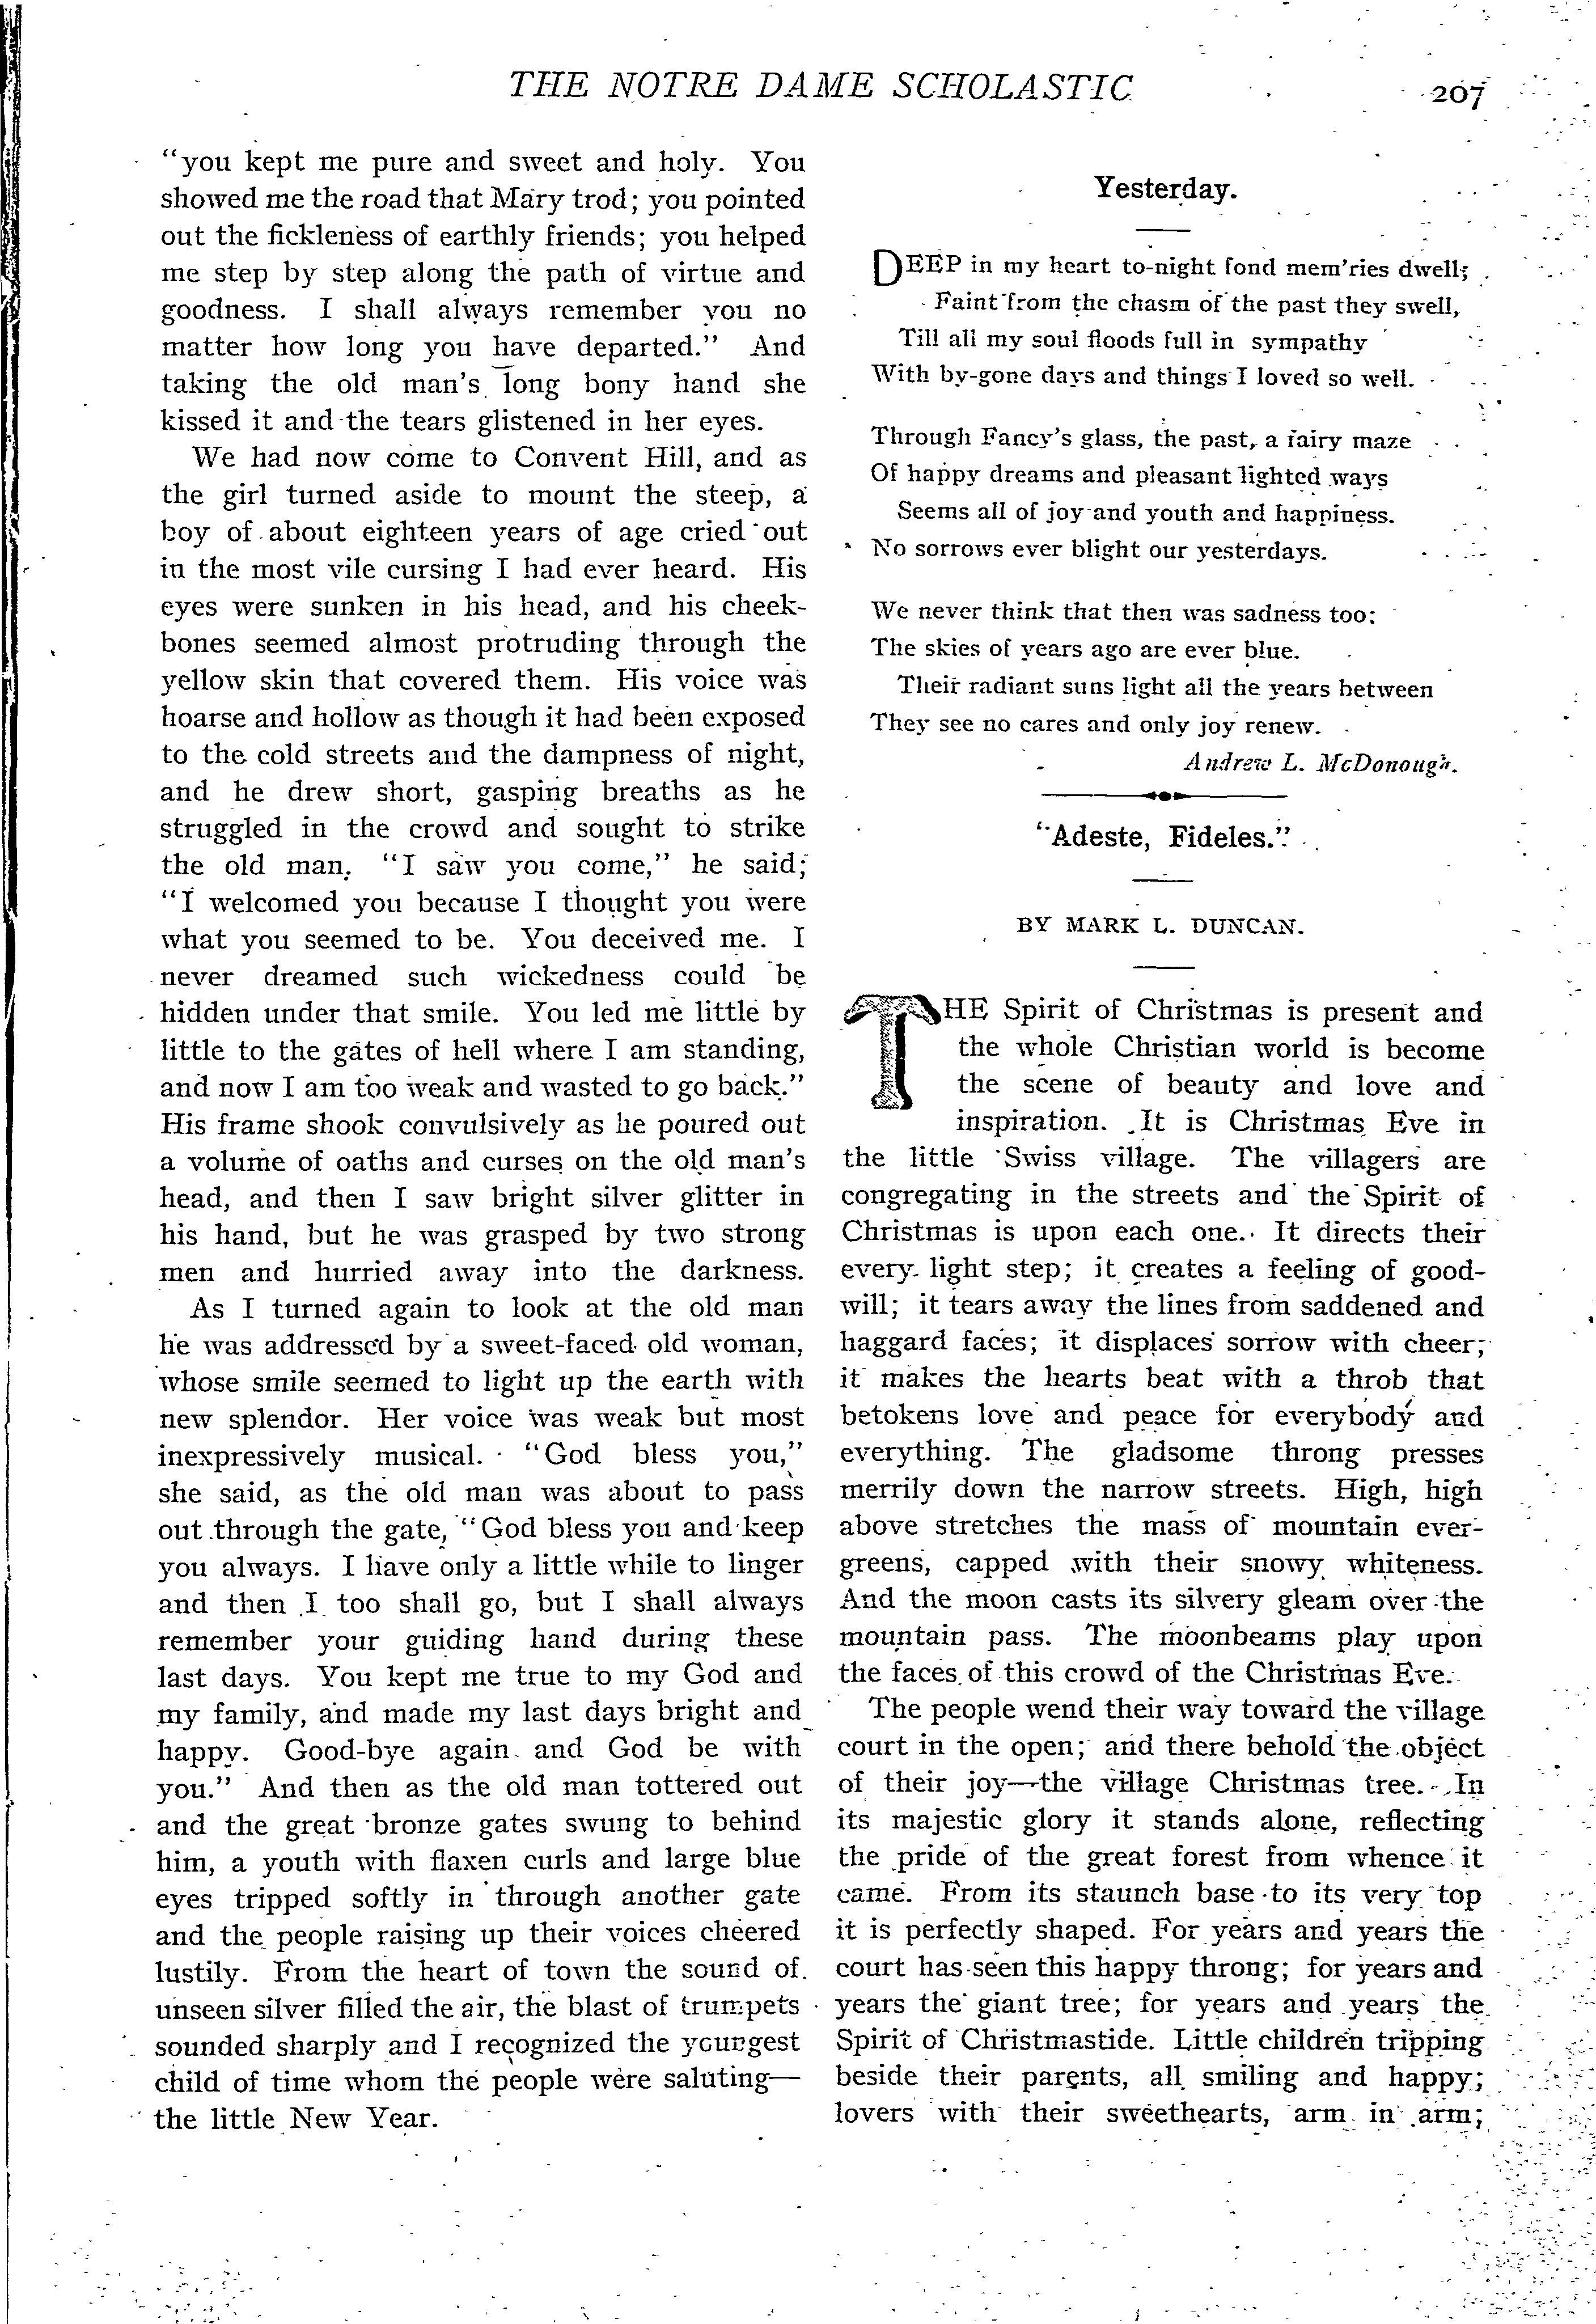 THE NOTRE DAME SCHOLASTIC 207
"you kept me pure and sweet and holy. You
showed me the road that Mary trod; you pointed
out the fickleness of earthly friends; you helped
me step by step along the path of virtue and
goodness. I shall always remember you no
matter how long you have departed." And
taking the old man's long bony hand she
kissed it and the tears glistened in her eyes.
We had now come to Convent Hill, and as
the girl turned aside to mount the steep, a
boy of about eighteen years of age cried out
in the most vile cursing I had ever heard. His
eyes were sunken in his head, and his cheek-
bones seemed almost protruding through the
yellow skin that covered them. His voice was
hoarse and hollow as though it had been exposed
to the cold streets and the dampness of night,
and he drew short, gasping breaths as he
struggled in the crowd and sought to strike
the old man. "I saw you come," he said;
"I welcomed you because I thought you were
what you seemed to be. You deceived me. I
never dreamed such wickedness could be
hidden under that smile. You led me little by
little to the gates of hell where I am standing,
and now I am too weak and wasted to go back."
His frame shook convulsively as he poured out
a volume of oaths and curses on the old man's
head, and then I saw bright silver glitter in
his hand, but he was grasped by two strong
men and hurried away into the darkness.
As I turned again to look at the old man
he was addressed by a sweet-faced old woman,
whose smile seemed to light up the earth with
new splendor. Her voice was weak but most
inexpressively musical. "God bless you,"
she said, as the old man was about to pass
out through the gate, "God bless you and keep
you always. I have only a little while to linger
and then I too shall go, but I shall always
remember your guiding hand during these
last days. You kept me true to my God and
my family, and made my last days bright and
happy. Good-bye again and God be with
you." And then as the old man tottered out
and the great bronze gates swung to behind
him, a youth with flaxen curls and large blue
eyes tripped softly in through another gate
and the people raising up their voices cheered
lustily. From the heart of town the sound of
unseen silver filled the air, the blast of trumpets
sounded sharply and I recognized the youngest
child of time whom the people were saluting—
the little New Year.
Yesterday.
DEEP in my heart to-night fond mem'ries dwell;
Faint from the chasm of the past they swell,
Till all my soul floods full in sympathy
With by-gone days and things I loved so well.
Through Fancy's glass, the past, a fairy maze
Of happy dreams and pleasant lighted ways
Seems all of joy and youth and happiness.
No sorrows ever blight our yesterdays.
We never think that then was sadness too:
The skies of years ago are ever blue.
Their radiant suns light all the years between
They see no cares and only joy renew.
Andrew L. McDonough.
"Adeste, Fideles."
BY MARK L. DUNCAN.
THE Spirit of Christmas is present and
the whole Christian world is become
the scene of beauty and love and
inspiration. It is Christmas Eve in
the little Swiss village. The villagers are
congregating in the streets and the Spirit of
Christmas is upon each one. It directs their
every light step; it creates a feeling of good-
will; it tears away the lines from saddened and
haggard faces; it displaces sorrow with cheer;
it makes the hearts beat with a throb that
betokens love and peace for everybody and
everything. The gladsome throng presses
merrily down the narrow streets. High, high
above stretches the mass of mountain ever-
greens, capped with their snowy whiteness.
And the moon casts its silvery gleam over the
mountain pass. The moonbeams play upon
the faces of this crowd of the Christmas Eve.
The people wend their way toward the village
court in the open; and there behold the object
of their joy—the village Christmas tree. In
its majestic glory it stands alone, reflecting
the pride of the great forest from whence it
came. From its staunch base to its very top
it is perfectly shaped. For years and years the
court has seen this happy throng; for years and
years the giant tree; for years and years the
Spirit of Christmastide. Little children tripping
beside their parents, all smiling and happy;
lovers with their sweethearts, arm in arm;